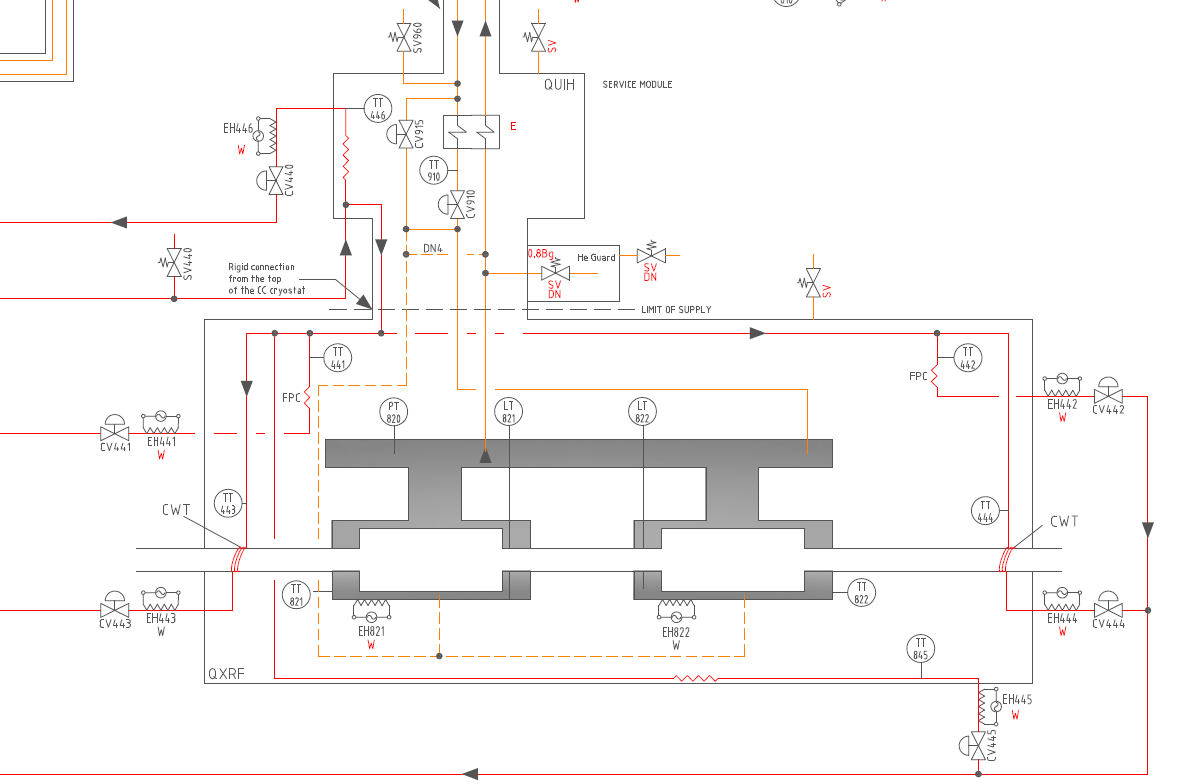 W
SV960
SV
QUIH
SERVICE MODULE
TT
446
EH446
W
CV915
E
TT
910
CV440
CV910
DN4
0,8Bg
He Guard
SV
DN
SV
DN
SV440
Rigid connection
from the top
of the CC cryostat
SV
LIMIT OF SUPPLY
TT
441
TT
442
FPC
FPC
PT
820
LT
821
LT
822
EH442
W
CV442
CV441
EH441
W
CWT
TT
443
TT
444
CWT
TT
821
TT
822
CV443
EH443
W
EH821
W
EH822
W
EH444
W
CV444
TT
845
QXRF
EH445
W
CV445